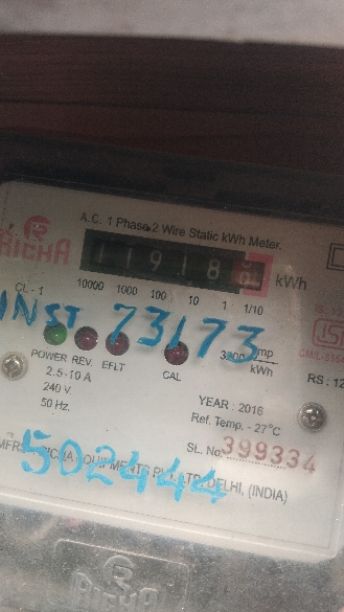 A.C. 1 Phase 2 Wire Static kWh Meter.
RICHA
11918
kWh
CL - 1
10000 1000 100 10 1 1/10
INST 73173
3200 imp
kWh
POWER REV. EFLT CAL
2.5-10 A
240 V.
50 Hz.
YEARːˑ 2016
Ref. Temp. - 27°C
SL. No. 399334
RS : 12
502444
DELHI, (INDIA)
RICHA